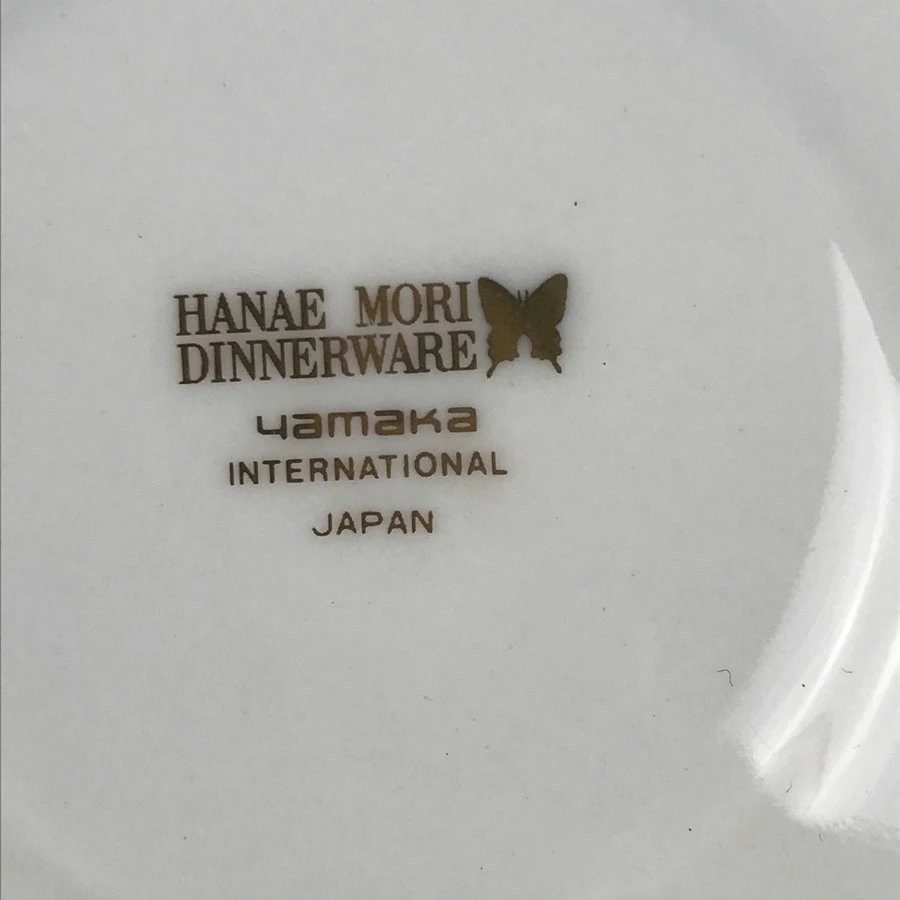 HANAE MORI
DINNERWARE
yamaka
INTERNATIONAL
JAPAN